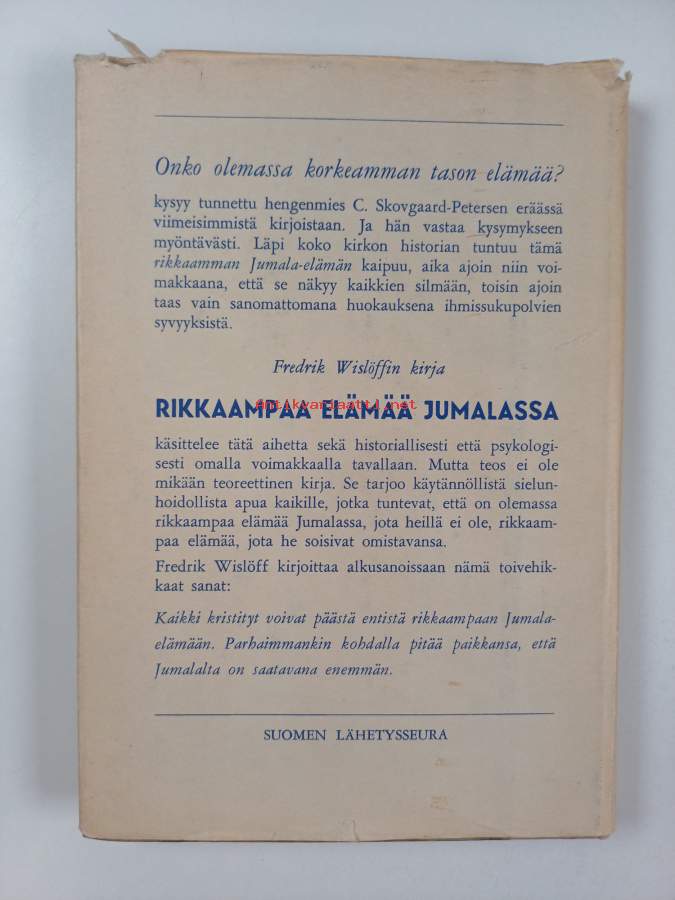 Onko olemassa korkeamman tason elämää?
kysyy tunnettu hengenmies C. Skovgaard-Petersen eräässä
viimeisimmistä kirjoistaan. Ja hän vastaa kysymykseen
myöntävästi. Läpi koko kirkon historian tuntuu tämä
rikkaamman Jumala-elämän kaipuu, aika ajoin niin voi-
makkaana, että se näkyy kaikkien silmään, toisin ajoin
taas vain sanomattomana huokauksena ihmissukupolvien
syvyyksistä.
Fredrik Wislöffin kirja
RIKKAAMPAA ELÄMÄÄ JUMALASSA
antikvariaatti.net
käsittelee tätä aihetta sekä historiallisesti että psykologi-
sesti omalla voimakkaalla tavallaan. Mutta teos ei ole
mikään teoreettinen kirja. Se tarjoo käytännöllistä sielun-
hoidollista apua kaikille, jotka tuntevat, että on olemassa
rikkaampaa elämää Jumalassa, jota heillä ei ole, rikkaam-
paa elämää, jota he soisivat omistavansa.
Fredrik Wislöff kirjoittaa alkusanoissaan nämä toivehik-
kaat sanat:
Kaikki kristityt voivat päästä entistä rikkaampaan Jumala-
elämään. Parhaimmankin kohdalla pitää paikkansa, että
Jumalalta on saatavana enemmän.
SUOMEN LÄHETYSSEURA